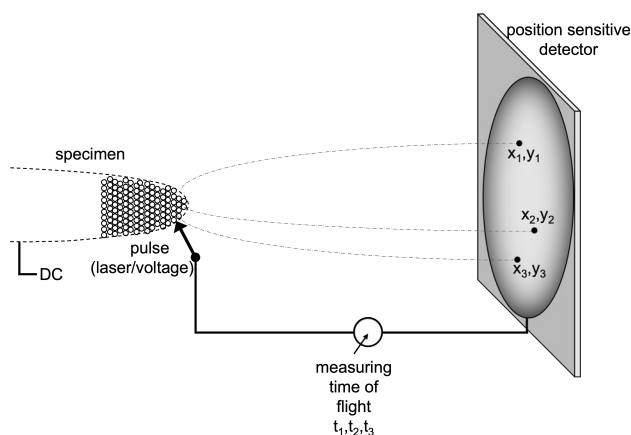 position sensitive
detector
specimen
x₁,y₁
x₂,y₂
x₃,y₃
pulse
(laser/voltage)
DC
measuring
time of
flight
t₁,t₂,t₃